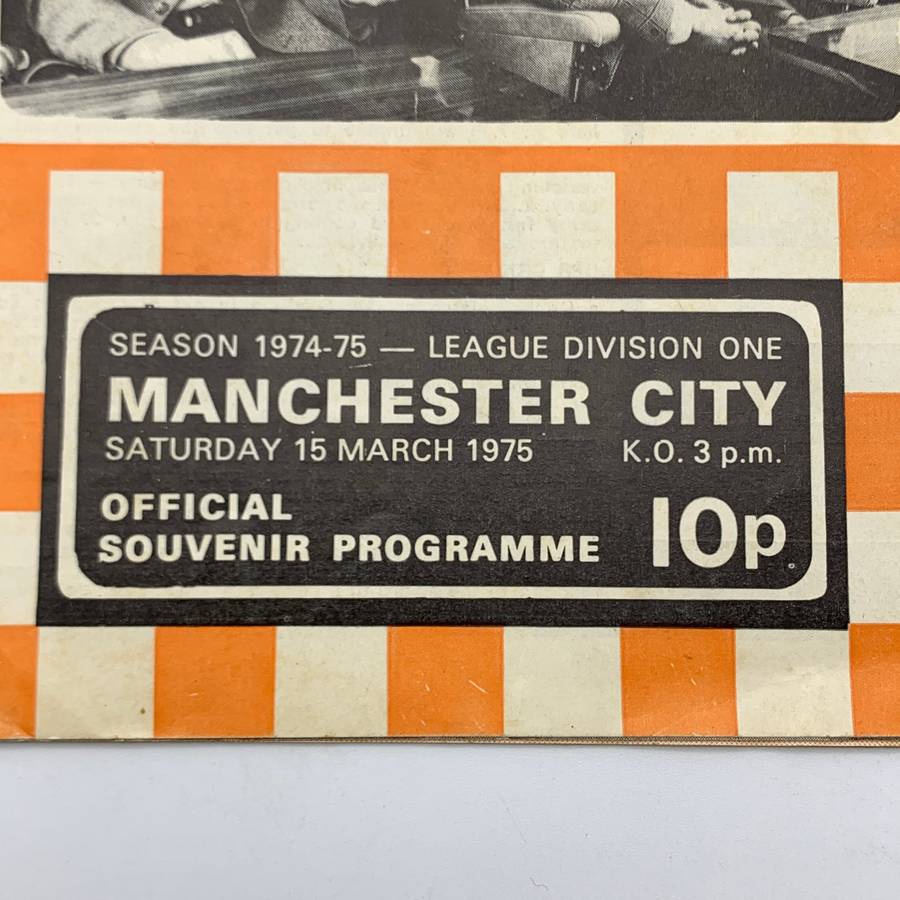 SEASON 1974-75 — LEAGUE DIVISION ONE
MANCHESTER CITY
SATURDAY 15 MARCH 1975 K.O. 3 p.m.
OFFICIAL
SOUVENIR PROGRAMME 10p